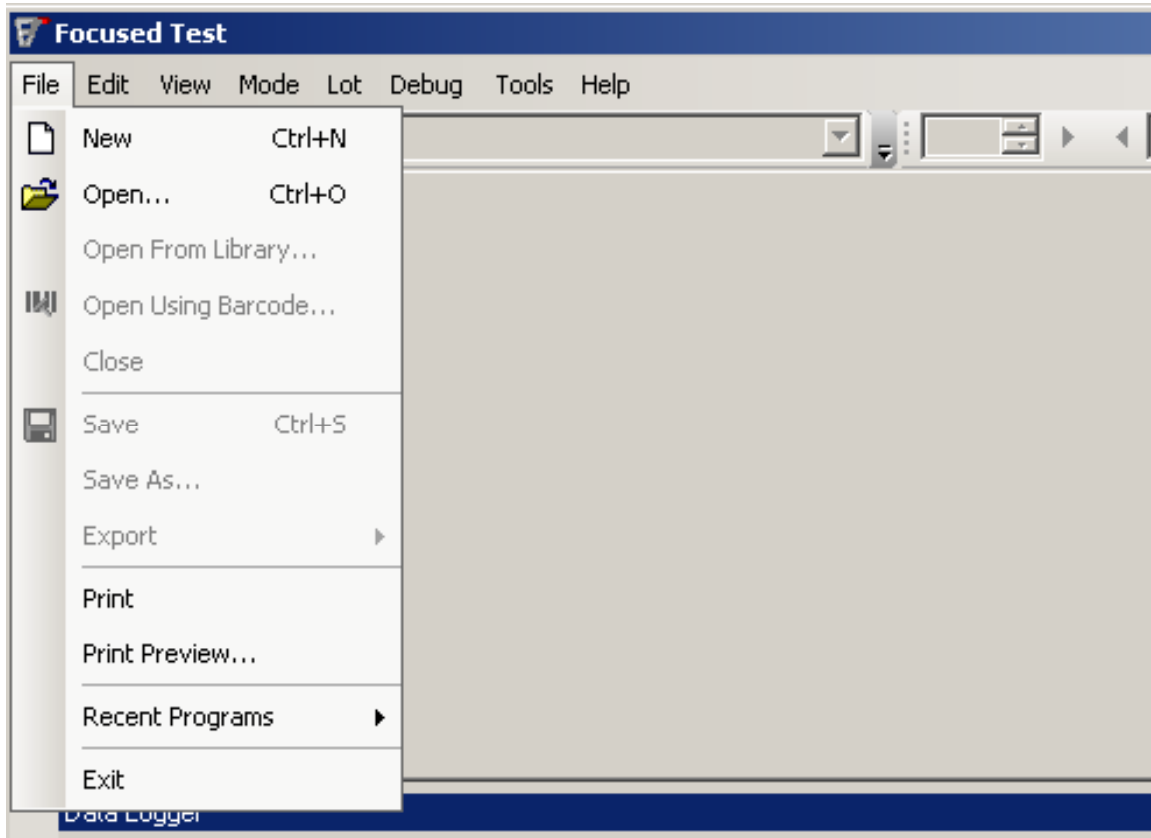 Focused Test
File Edit View Mode Lot Debug Tools Help
New Ctrl+N
Open... Ctrl+O
Open From Library...
Open Using Barcode...
Close
Save Ctrl+S
Save As...
Export
Print
Print Preview...
Recent Programs
Exit
Data Logger